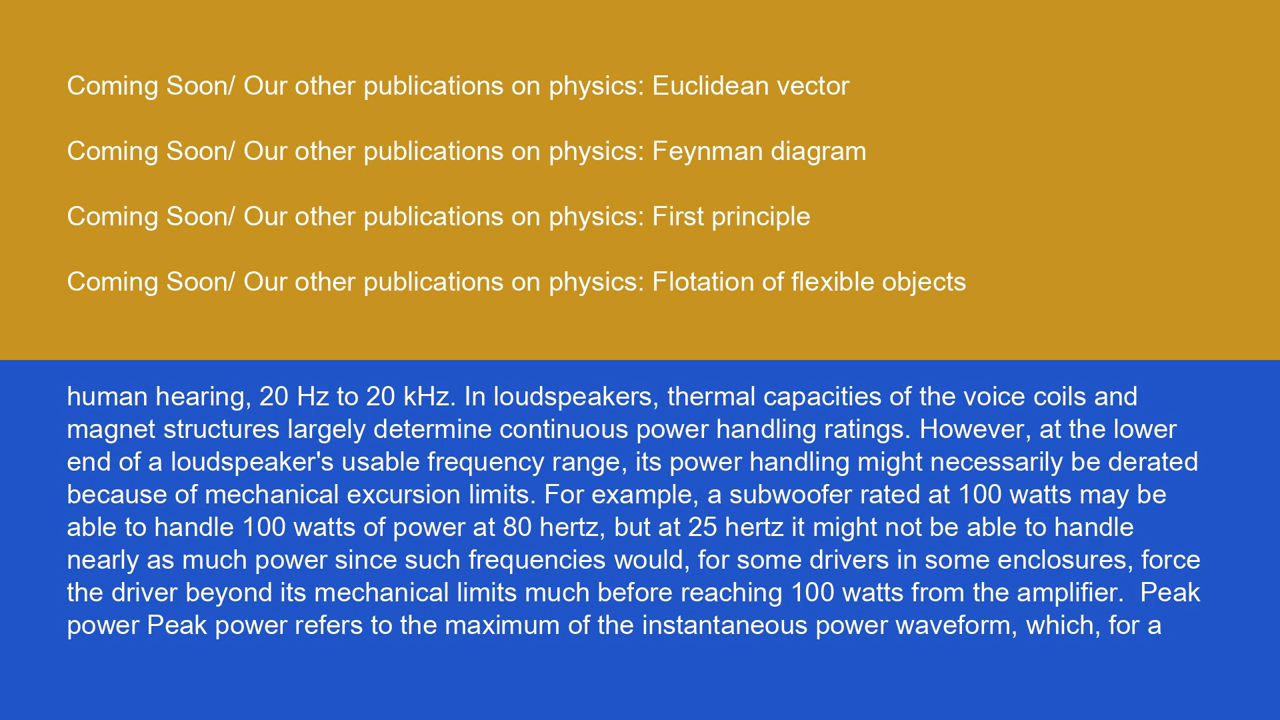 Coming Soon/ Our other publications on physics: Euclidean vector
Coming Soon/ Our other publications on physics: Feynman diagram
Coming Soon/ Our other publications on physics: First principle
Coming Soon/ Our other publications on physics: Flotation of flexible objects
human hearing, 20 Hz to 20 kHz. In loudspeakers, thermal capacities of the voice coils and
magnet structures largely determine continuous power handling ratings. However, at the lower
end of a loudspeaker's usable frequency range, its power handling might necessarily be derated
because of mechanical excursion limits. For example, a subwoofer rated at 100 watts may be
able to handle 100 watts of power at 80 hertz, but at 25 hertz it might not be able to handle
nearly as much power since such frequencies would, for some drivers in some enclosures, force
the driver beyond its mechanical limits much before reaching 100 watts from the amplifier.  Peak
power Peak power refers to the maximum of the instantaneous power waveform, which, for a